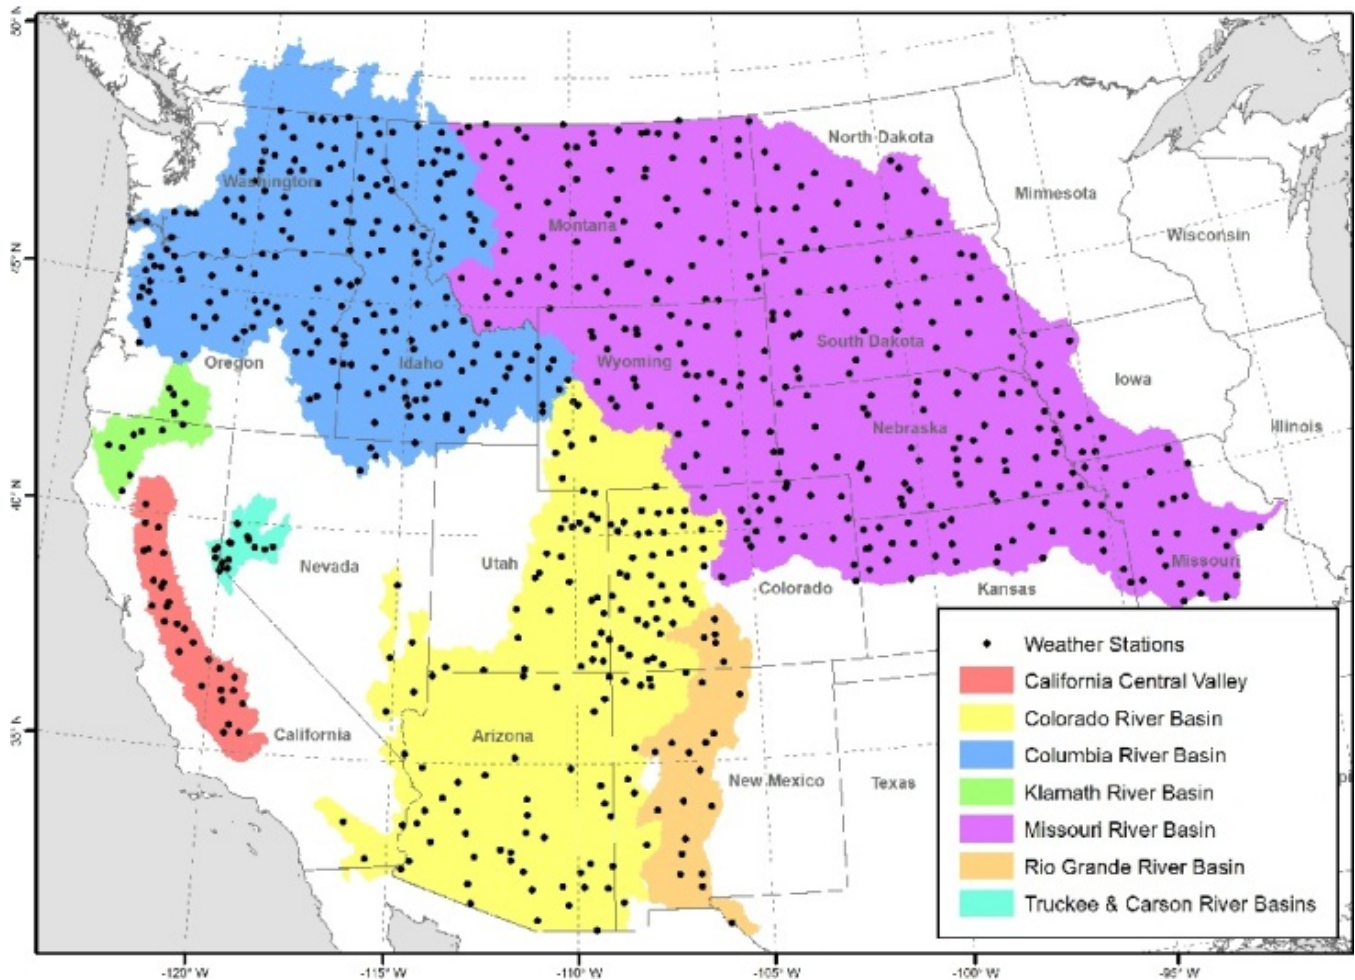 50° N
North Dakota
Washington
Minnesota
Montana
Wisconsin
45° N
Oregon
Idaho
Wyoming
South Dakota
Iowa
Nebraska
Illinois
40° N
Nevada
Utah
Colorado
Kansas
Missouri
35° N
California
Arizona
New Mexico
Texas
Weather Stations
California Central Valley
Colorado River Basin
Columbia River Basin
Klamath River Basin
Missouri River Basin
Rio Grande River Basin
Truckee & Carson River Basins
-120° W
-115° W
-110° W
-105° W
-100° W
-95° W